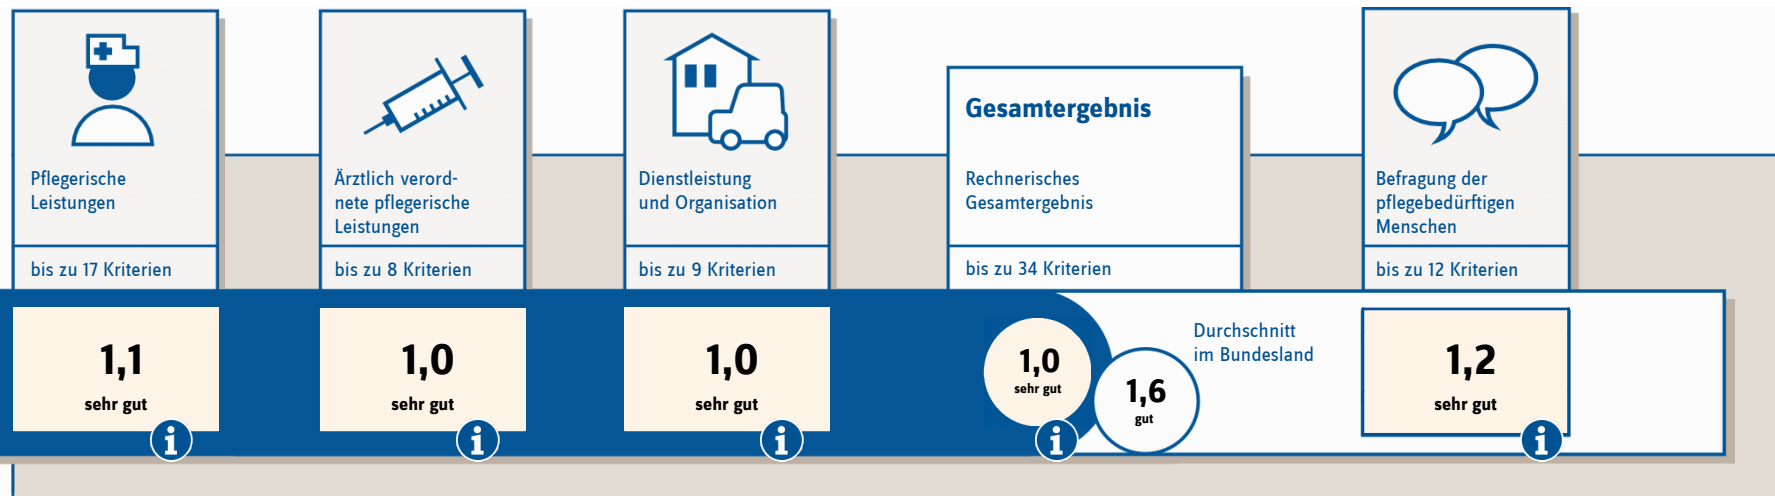 Pflegerische
Leistungen
bis zu 17 Kriterien
1,1
sehr gut
Ärztlich verord-
nete pflegerische
Leistungen
bis zu 8 Kriterien
1,0
sehr gut
Dienstleistung
und Organisation
bis zu 9 Kriterien
1,0
sehr gut
Gesamtergebnis
Rechnerisches
Gesamtergebnis
bis zu 34 Kriterien
1,0
sehr gut
1,6
gut
Durchschnitt
im Bundesland
Befragung der
pflegebedürftigen
Menschen
bis zu 12 Kriterien
1,2
sehr gut